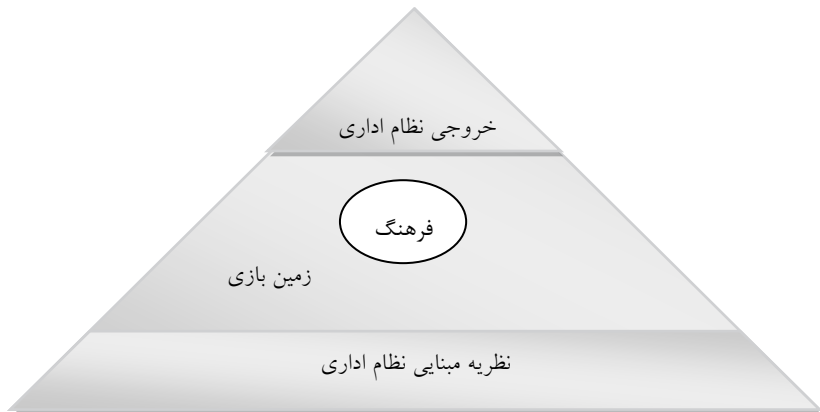 خروجی نظام اداری
فرهنگ
زمین بازی
نظریه مبنایی نظام اداری